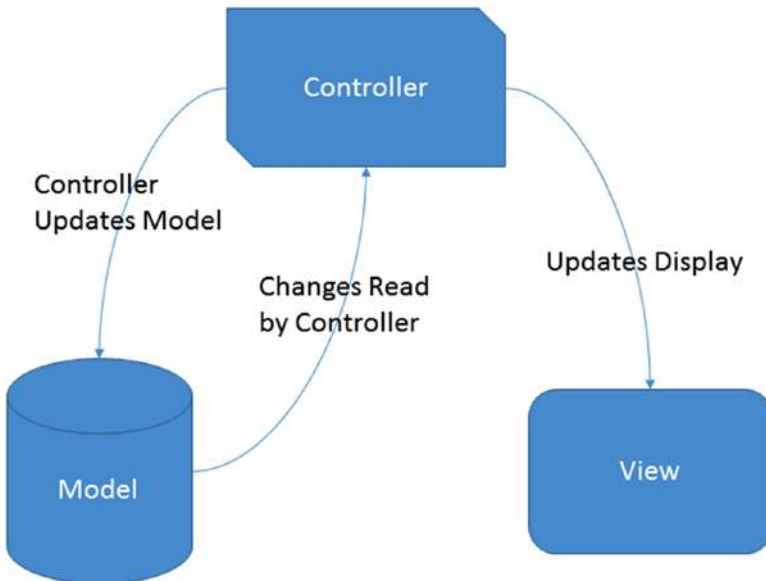 Controller
Controller
Updates Model
Changes Read
by Controller
Updates Display
Model
View